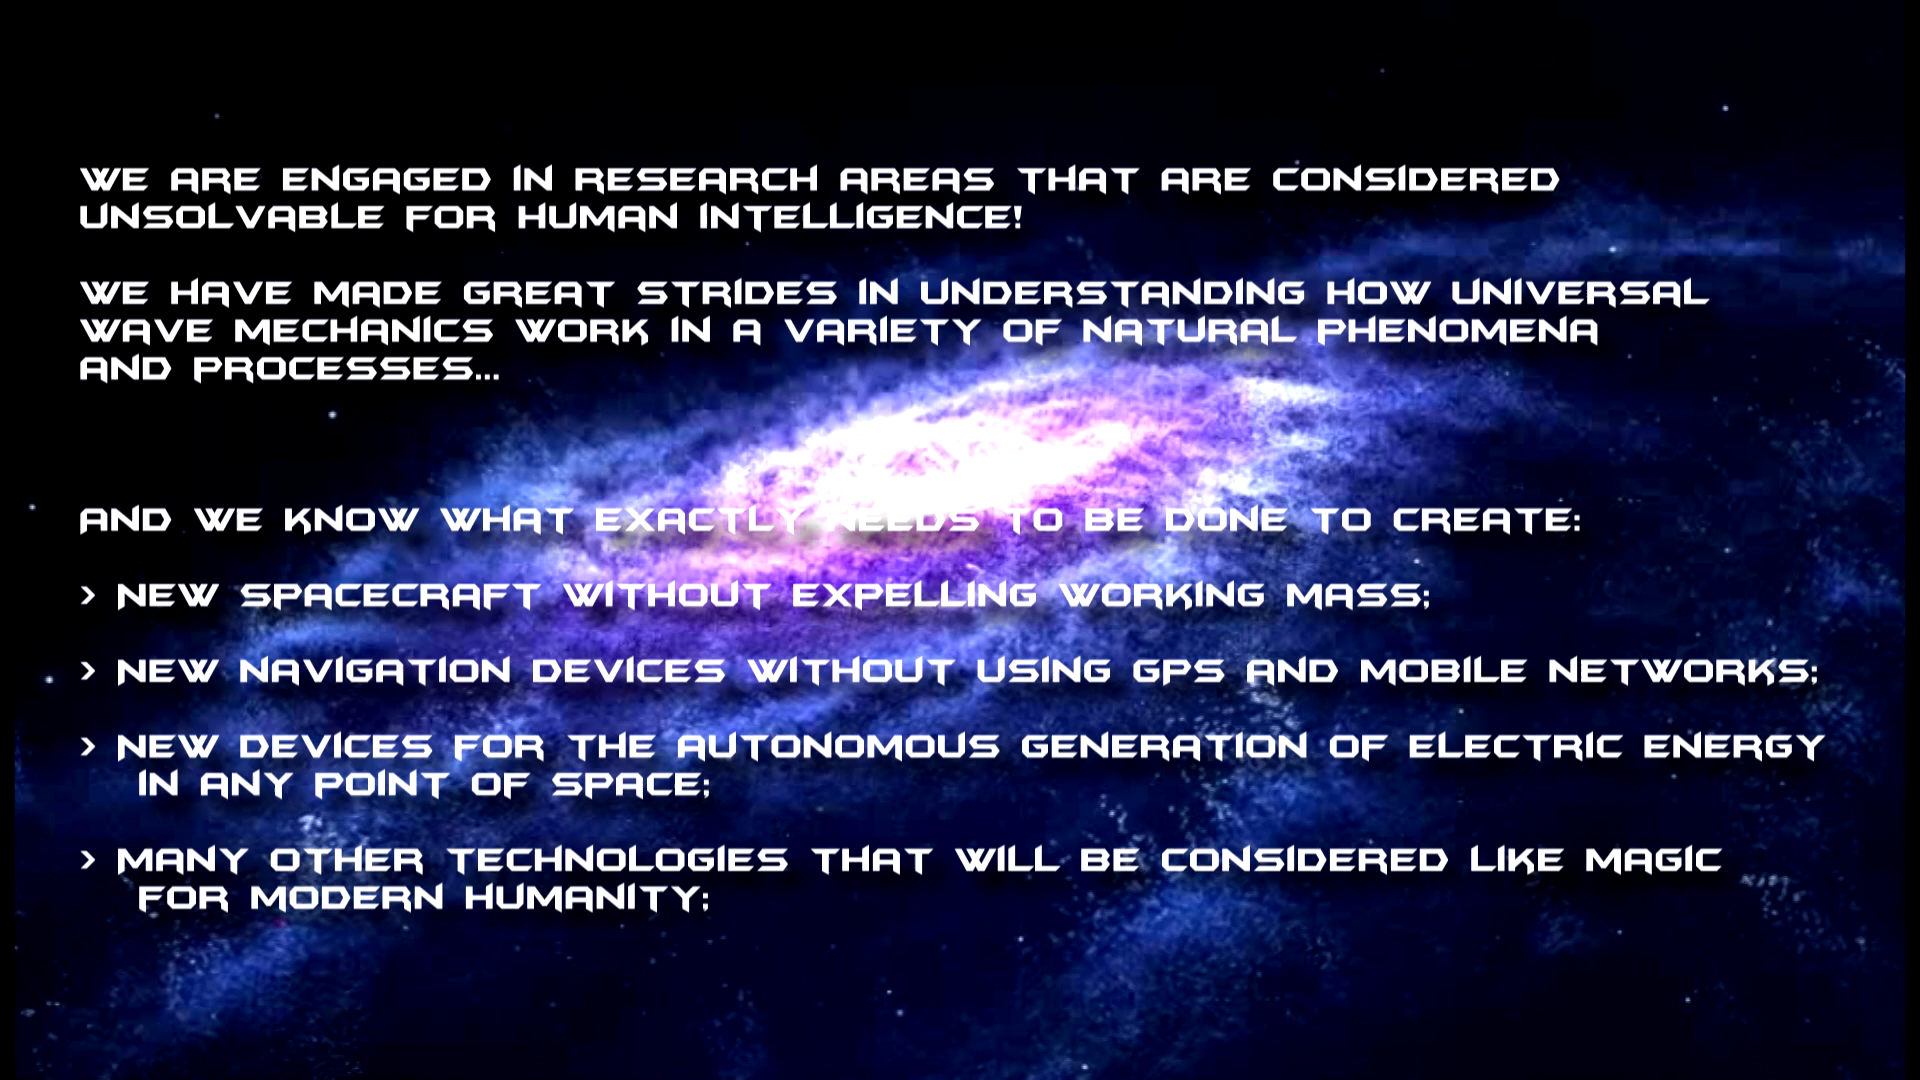 WE ARE ENGAGED IN RESEARCH AREAS THAT ARE CONSIDERED
UNSOLVABLE FOR HUMAN INTELLIGENCE!
WE HAVE MADE GREAT STRIDES IN UNDERSTANDING HOW UNIVERSAL
WAVE MECHANICS WORK IN A VARIETY OF NATURAL PHENOMENA
AND PROCESSES...
AND WE KNOW WHAT EXACTLY NEEDS TO BE DONE TO CREATE:
> NEW SPACECRAFT WITHOUT EXPELLING WORKING MASS;
> NEW NAVIGATION DEVICES WITHOUT USING GPS AND MOBILE NETWORKS;
> NEW DEVICES FOR THE AUTONOMOUS GENERATION OF ELECTRIC ENERGY
IN ANY POINT OF SPACE;
> MANY OTHER TECHNOLOGIES THAT WILL BE CONSIDERED LIKE MAGIC
FOR MODERN HUMANITY;